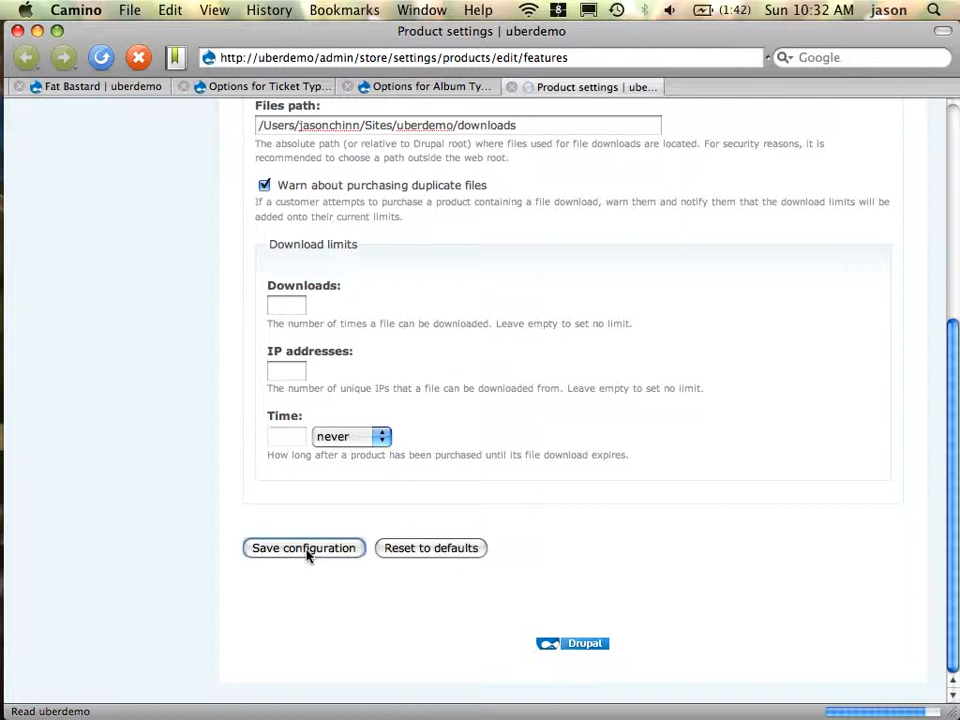 Camino File Edit View History Bookmarks Window Help (1:42) Sun 10:32 AM jason
Product settings | uberdemo
http://uberdemo/admin/store/settings/products/edit/features Google
Fat Bastard | uberdemo Options for Ticket Typ... Options for Album Ty... Product settings | ube...
Files path:
/Users/jasonchinn/Sites/uberdemo/downloads
The absolute path (or relative to Drupal root) where files used for file downloads are located. For security reasons, it is
recommended to choose a path outside the web root.
Warn about purchasing duplicate files
If a customer attempts to purchase a product containing a file download, warn them and notify them that the download limits will be
added onto their current limits.
Download limits
Downloads:
The number of times a file can be downloaded. Leave empty to set no limit.
IP addresses:
The number of unique IPs that a file can be downloaded from. Leave empty to set no limit.
Time:
never
How long after a product has been purchased until its file download expires.
Save configuration Reset to defaults
Drupal
Read uberdemo